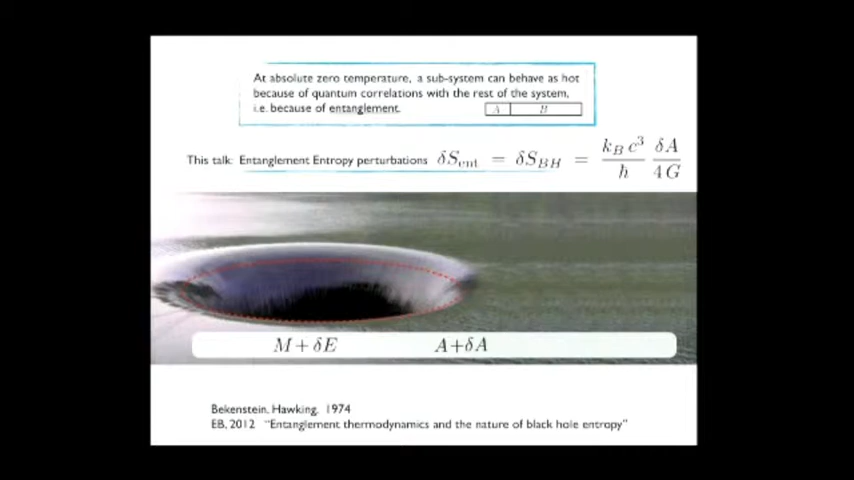 At absolute zero temperature, a sub-system can behave as hot
because of quantum correlations with the rest of the system,
i.e. because of entanglement.
A B
This talk: Entanglement Entropy perturbations δS_ent = δS_BH = k_B c³/ħ δA/4G
M + δE A+δA
Bekenstein, Hawking, 1974
EB, 2012 "Entanglement thermodynamics and the nature of black hole entropy"